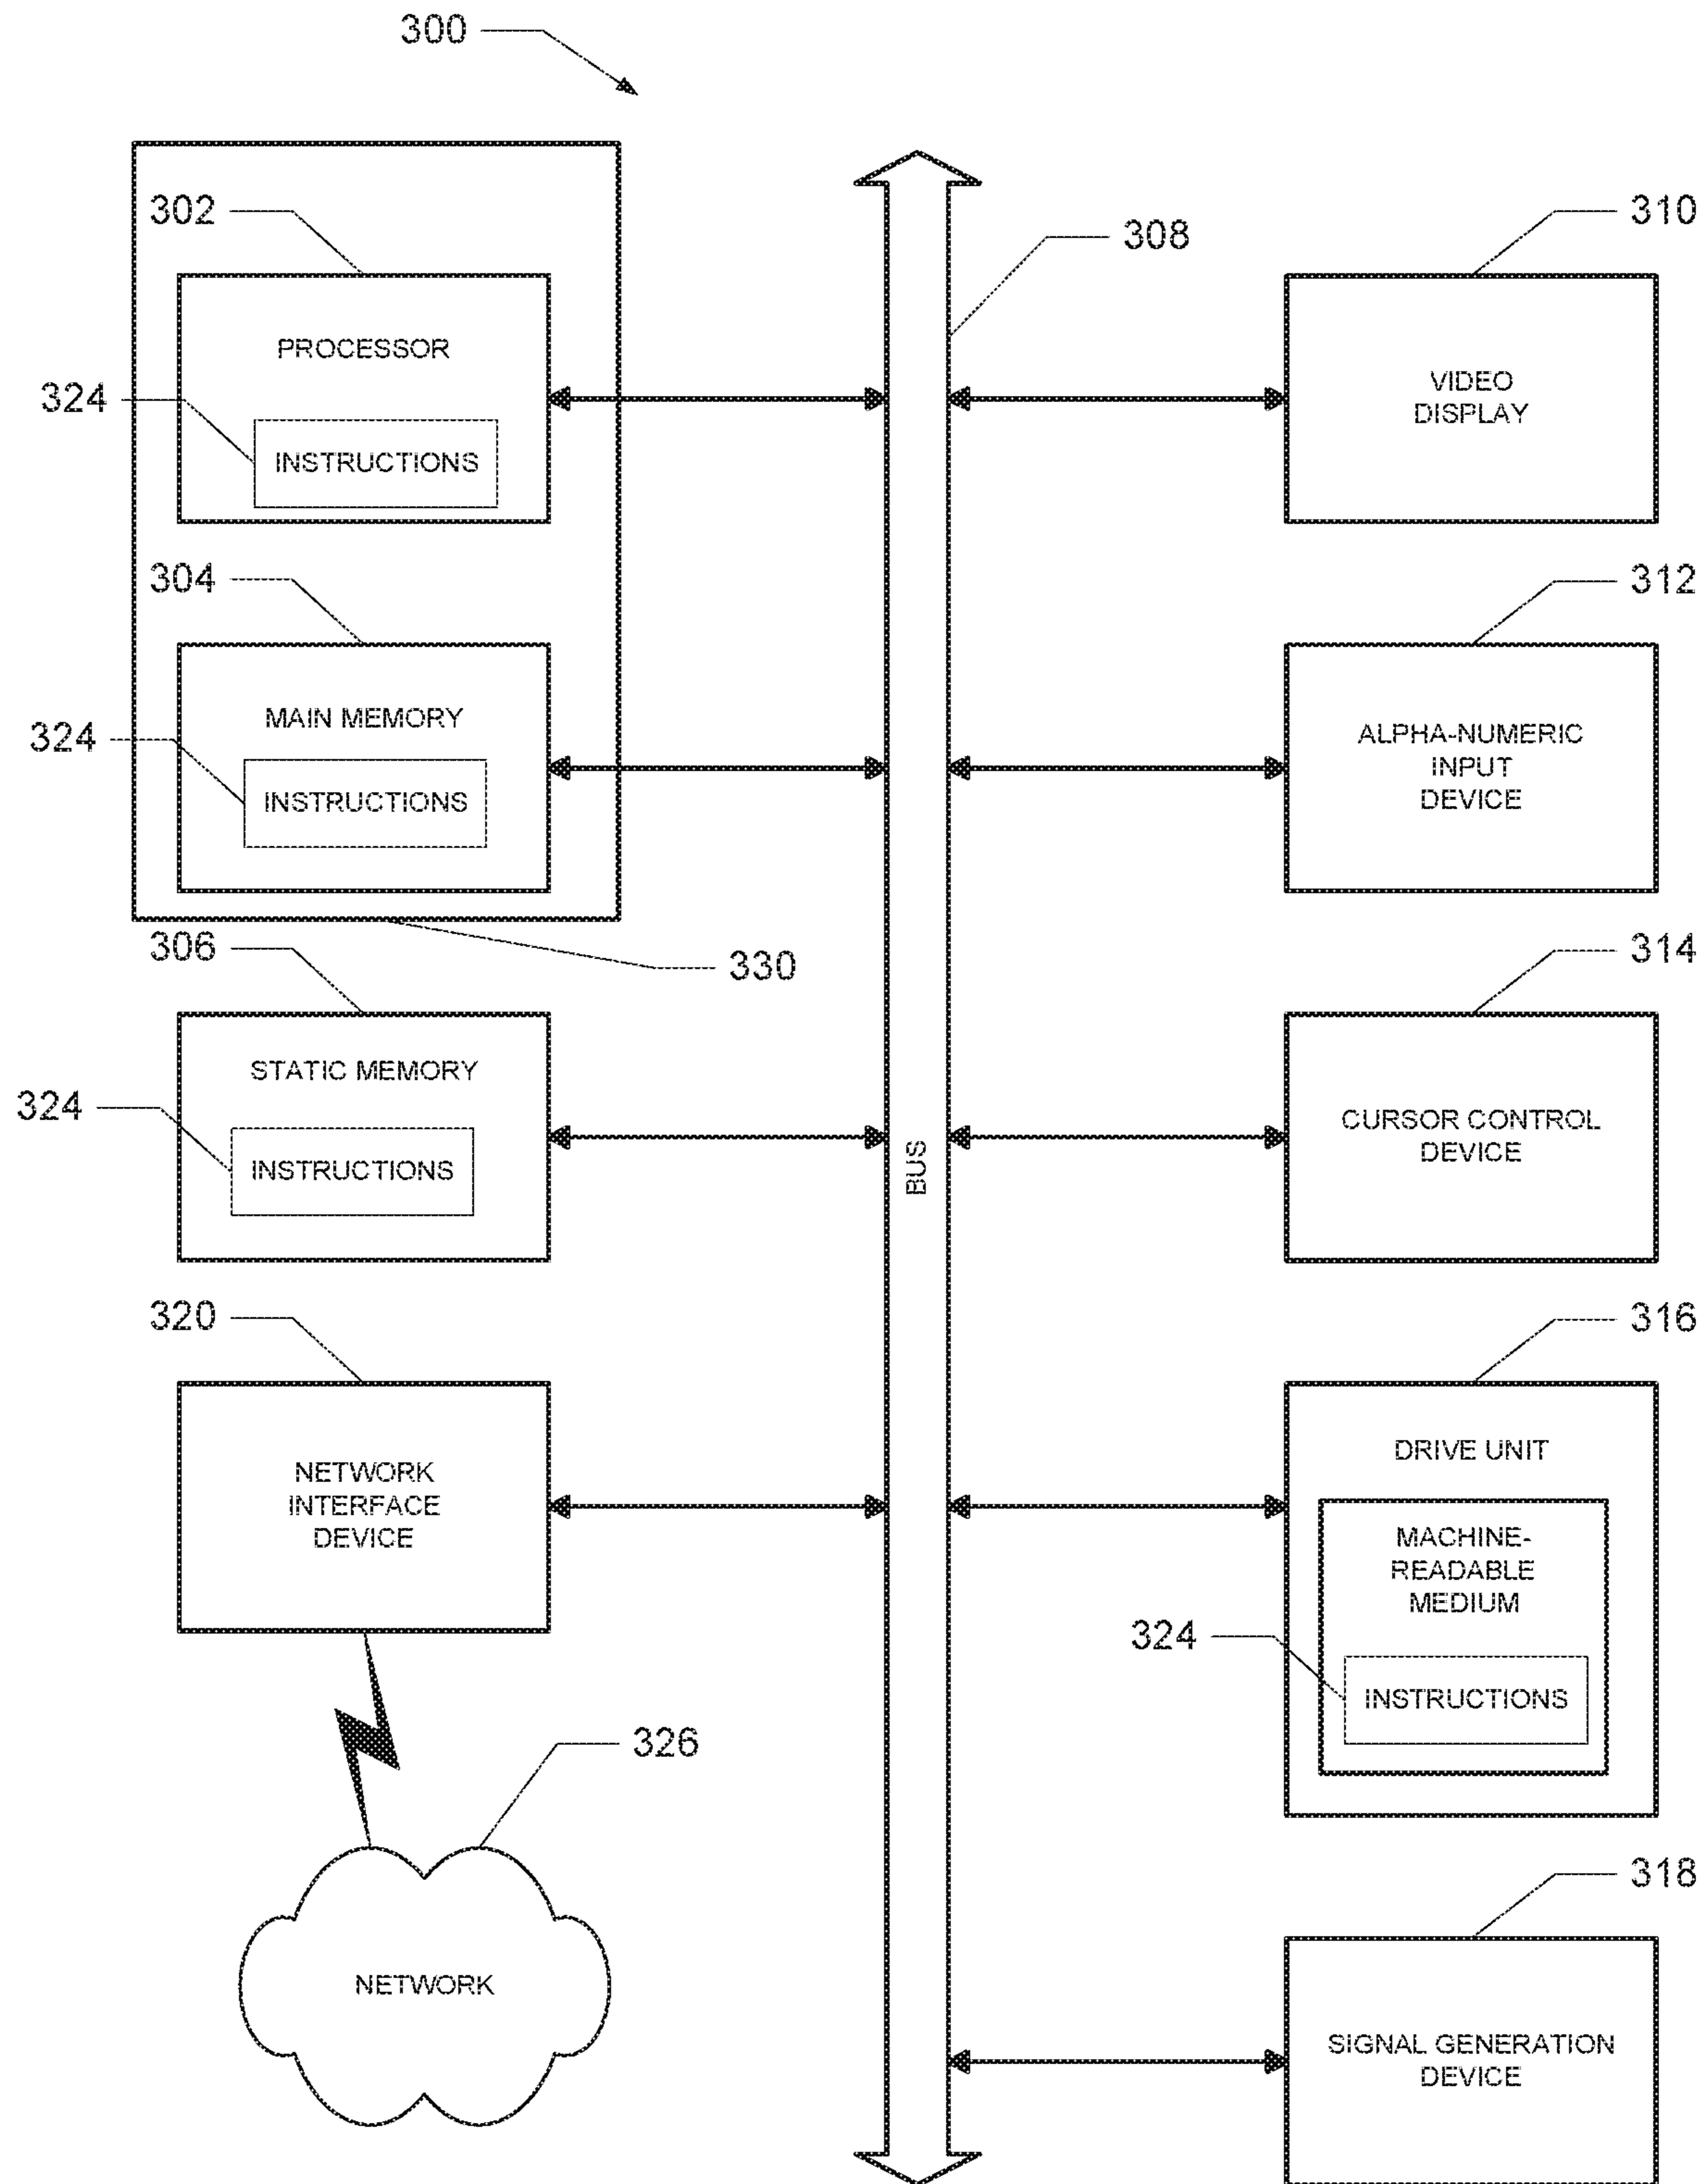 300
302
PROCESSOR
324
INSTRUCTIONS
304
MAIN MEMORY
324
INSTRUCTIONS
330
306
STATIC MEMORY
324
INSTRUCTIONS
320
NETWORK
INTERFACE
DEVICE
326
NETWORK
308
BUS
310
VIDEO
DISPLAY
312
ALPHA-NUMERIC
INPUT
DEVICE
314
CURSOR CONTROL
DEVICE
316
DRIVE UNIT
MACHINE-
READABLE
MEDIUM
324
INSTRUCTIONS
318
SIGNAL GENERATION
DEVICE